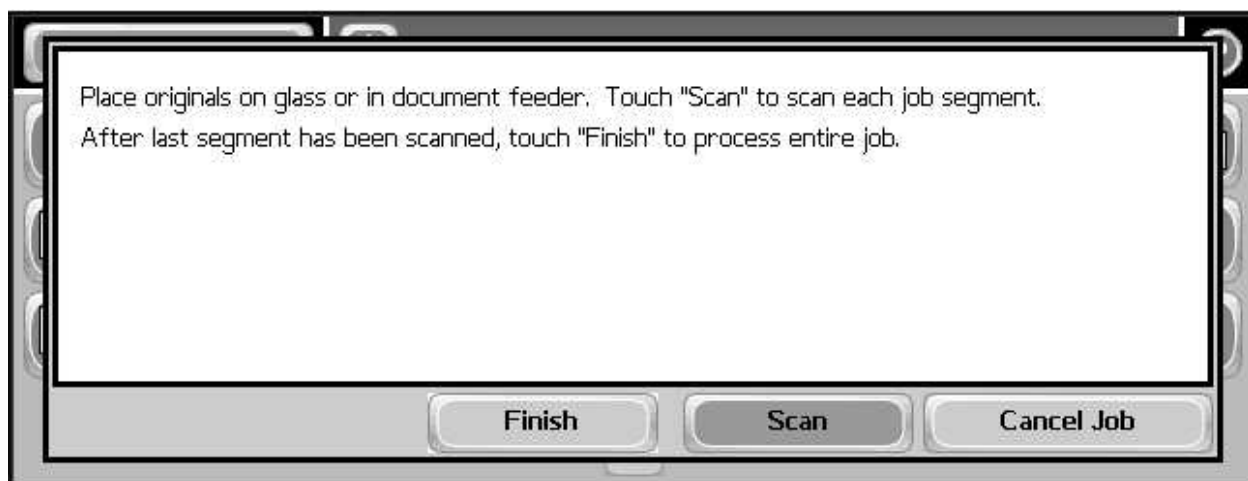 Place originals on glass or in document feeder. Touch "Scan" to scan each job segment.
After last segment has been scanned, touch "Finish" to process entire job.
Finish Scan Cancel Job